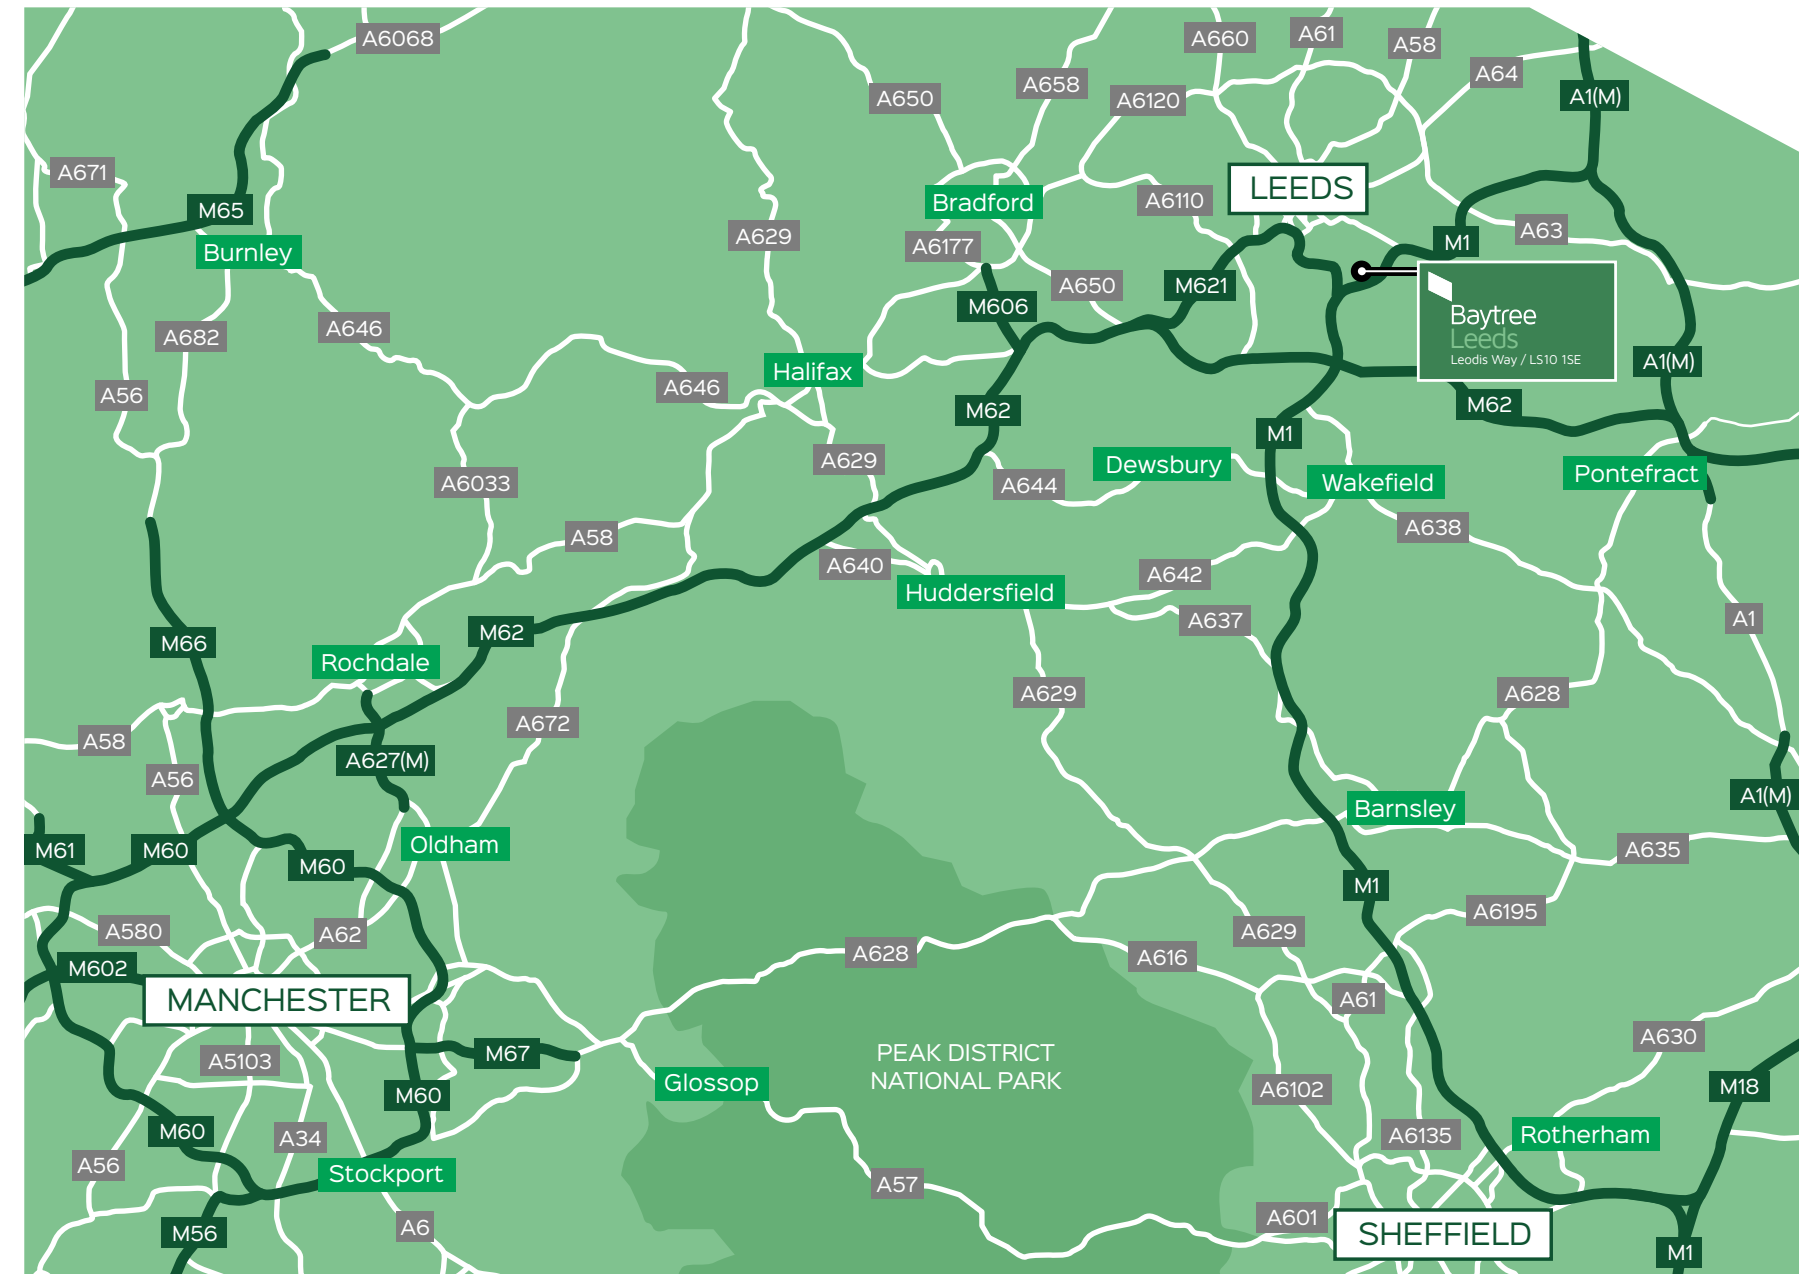 A6068
A660
A61
A58
A64
A650
A658
A6120
A1(M)
A671
M65
Burnley
A629
Bradford
A6177
A6110
LEEDS
M1
A63
A646
A682
M606
A650
M621
Baytree
Leeds
Leodis Way / LS10 1SE
A56
A646
Halifax
M62
A1(M)
M62
M1
A6033
A629
A644
Dewsbury
Wakefield
Pontefract
A58
A640
Huddersfield
A642
A638
A637
A1
M66
Rochdale
M62
A629
A628
A58
A56
A627(M)
A672
M61
M60
M60
Oldham
Barnsley
A1(M)
A635
M1
A580
A62
A628
A616
A629
A6195
M602
MANCHESTER
A61
A5103
M67
M60
Glossop
PEAK DISTRICT
NATIONAL PARK
A6102
A630
M18
M60
A34
A56
Stockport
A57
A6135
Rotherham
M56
A6
A601
SHEFFIELD
M1